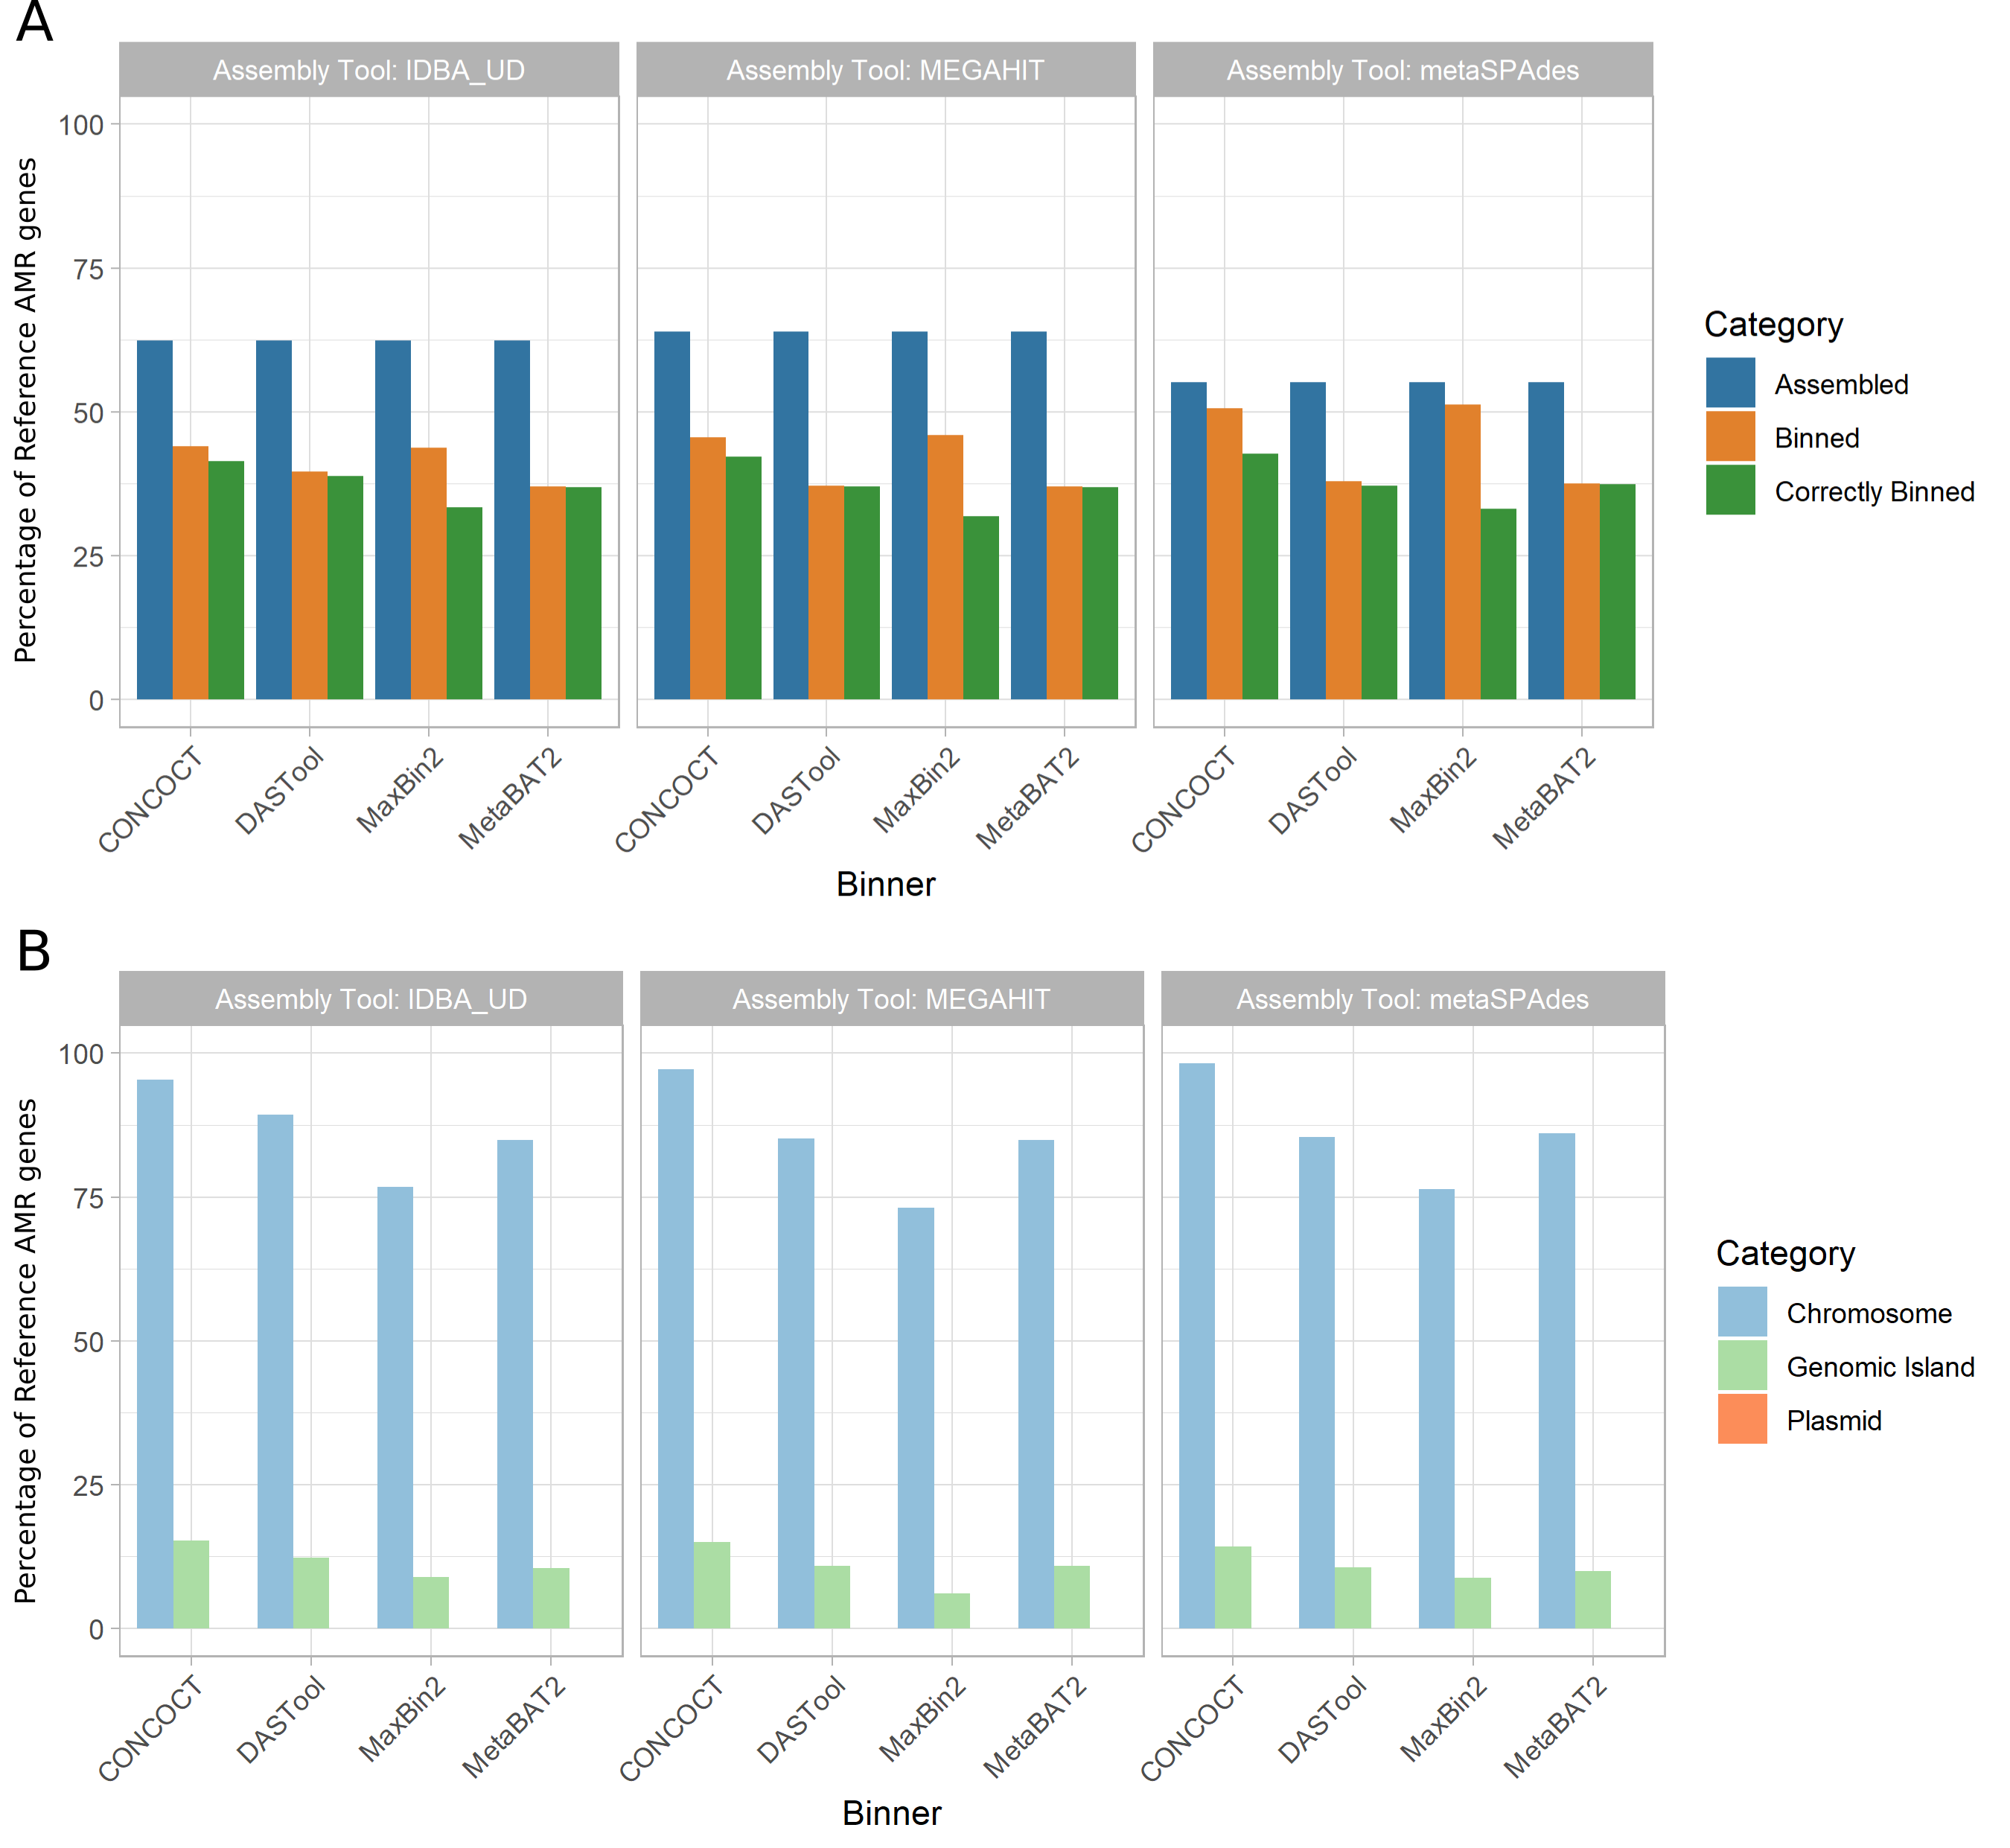 A
Assembly Tool: IDBA_UD
Assembly Tool: MEGAHIT
Assembly Tool: metaSPAdes
Percentage of Reference AMR genes
100
75
50
25
0
CONCOCT
DASTool
MaxBin2
MetaBAT2
CONCOCT
DASTool
MaxBin2
MetaBAT2
CONCOCT
DASTool
MaxBin2
MetaBAT2
Binner
Category
Assembled
Binned
Correctly Binned
B
Assembly Tool: IDBA_UD
Assembly Tool: MEGAHIT
Assembly Tool: metaSPAdes
Percentage of Reference AMR genes
100
75
50
25
0
CONCOCT
DASTool
MaxBin2
MetaBAT2
CONCOCT
DASTool
MaxBin2
MetaBAT2
CONCOCT
DASTool
MaxBin2
MetaBAT2
Binner
Category
Chromosome
Genomic Island
Plasmid